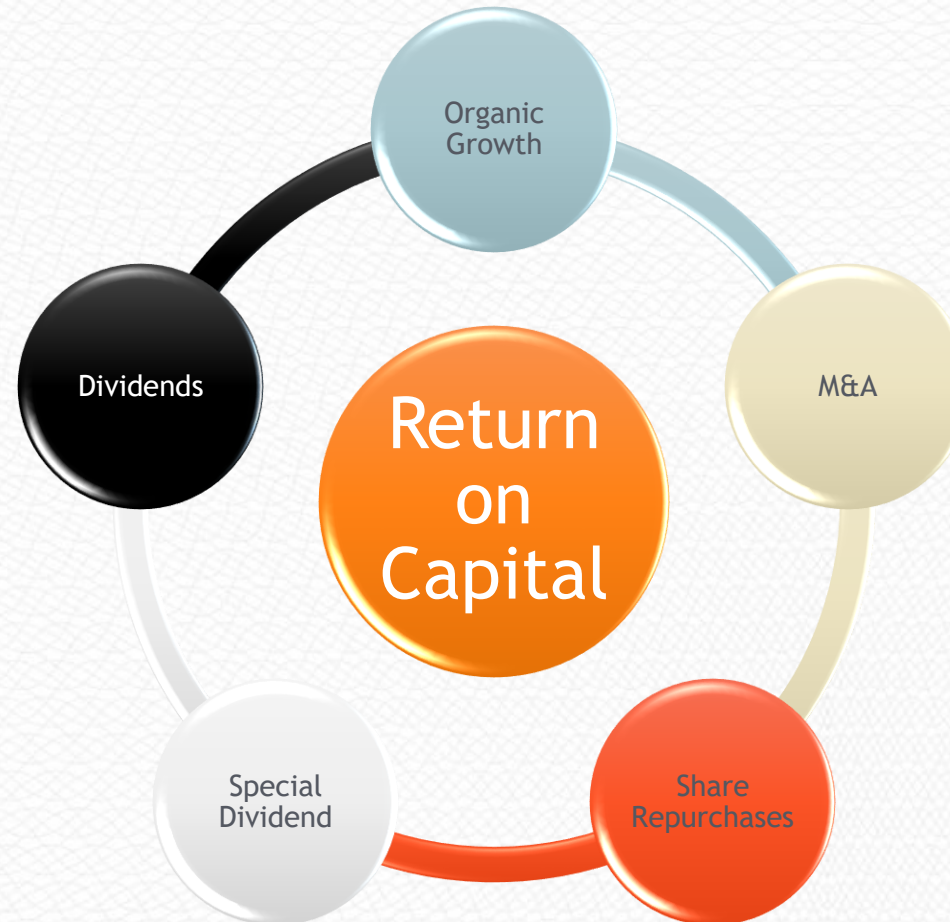 Organic
Growth
Dividends
M&A
Return
on
Capital
Special
Dividend
Share
Repurchases